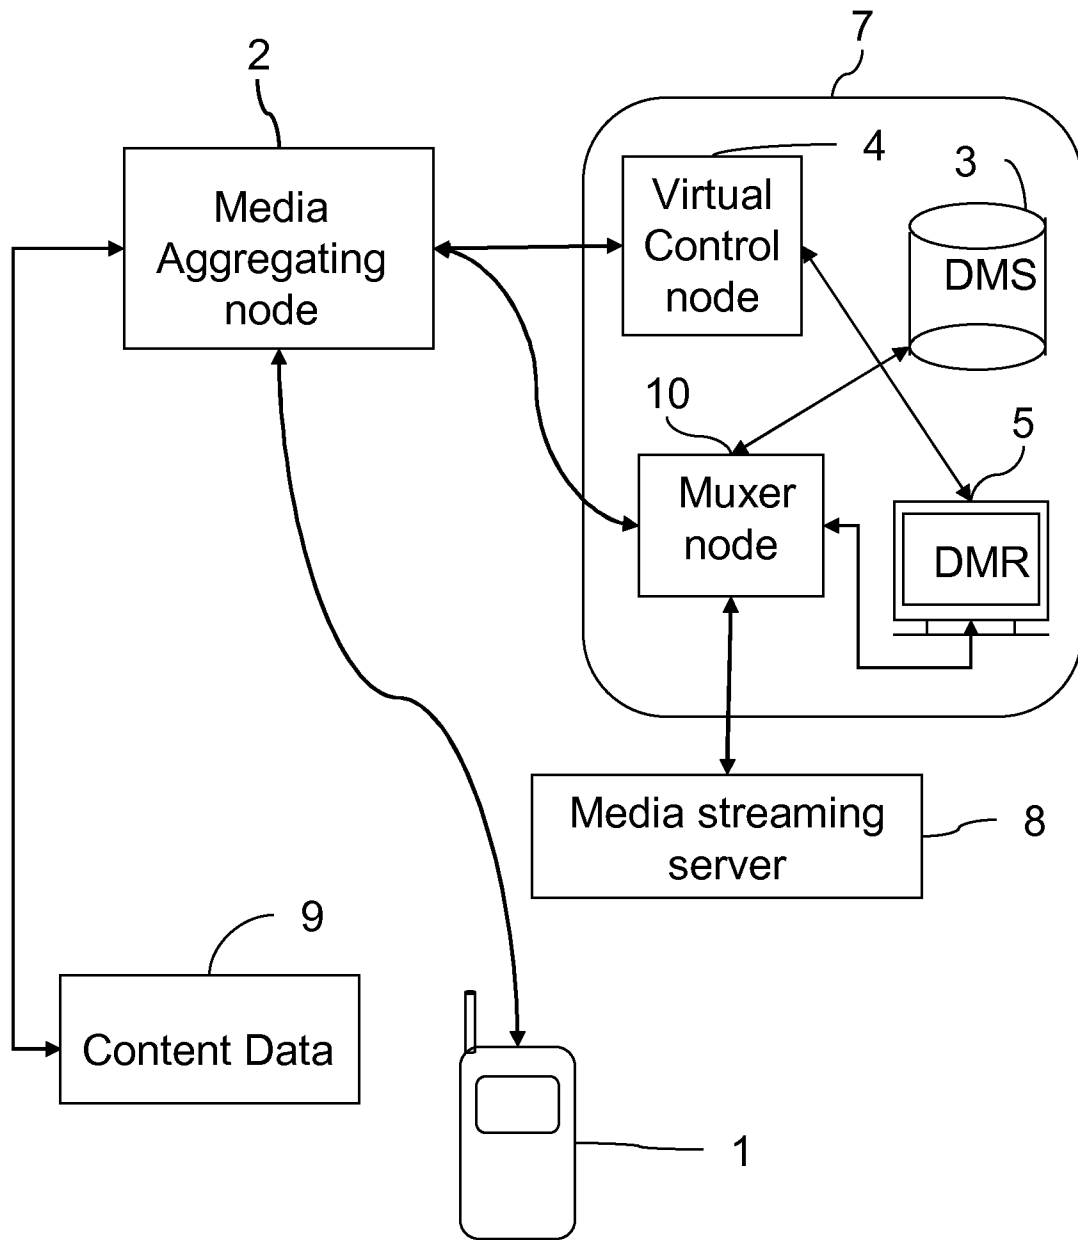 7
2
4
3
Media
Aggregating
node
Virtual
Control
node
DMS
10
5
Muxer
node
DMR
Media streaming
server
8
9
Content Data
1